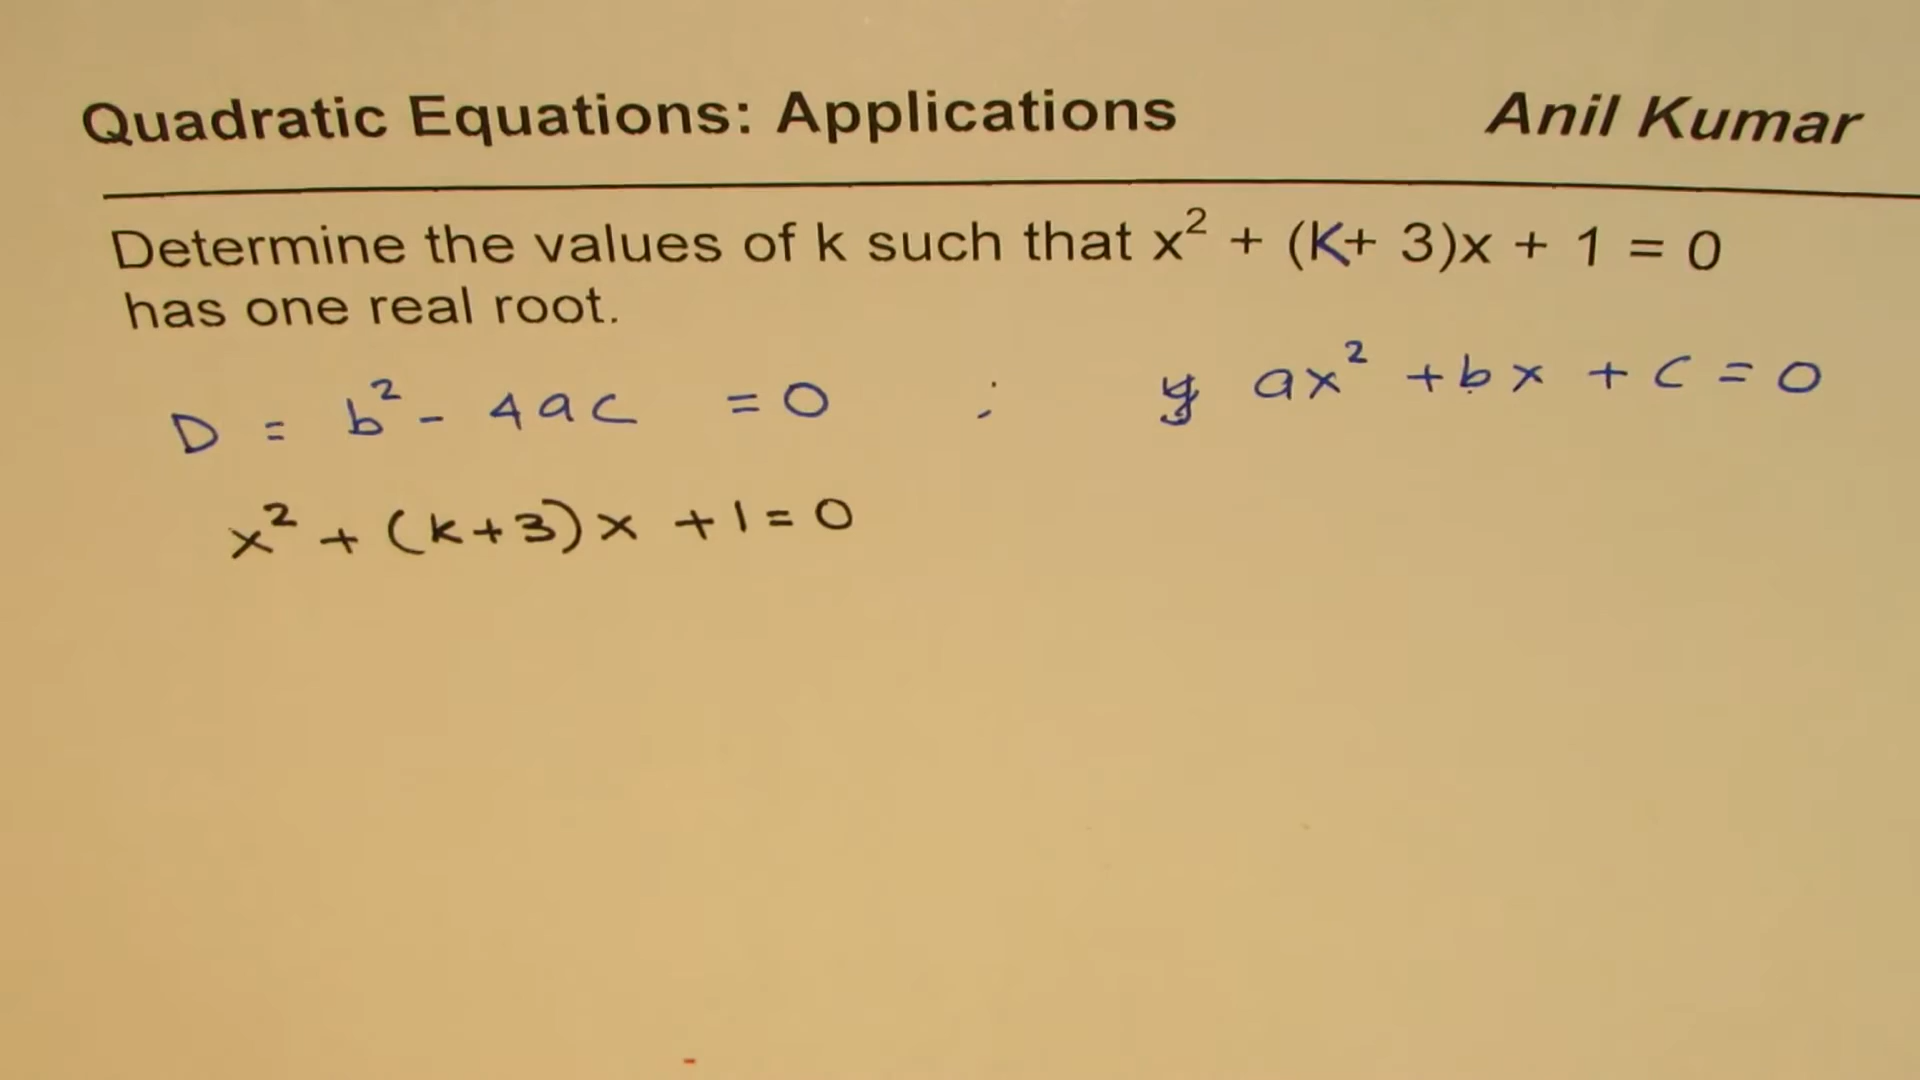 Quadratic Equations: Applications Anil Kumar
Determine the values of k such that x² + (K+ 3)x + 1 = 0
has one real root.
D = b² - 4ac = 0 : ax² + bx + c = 0
x² + (k+3)x + 1 = 0